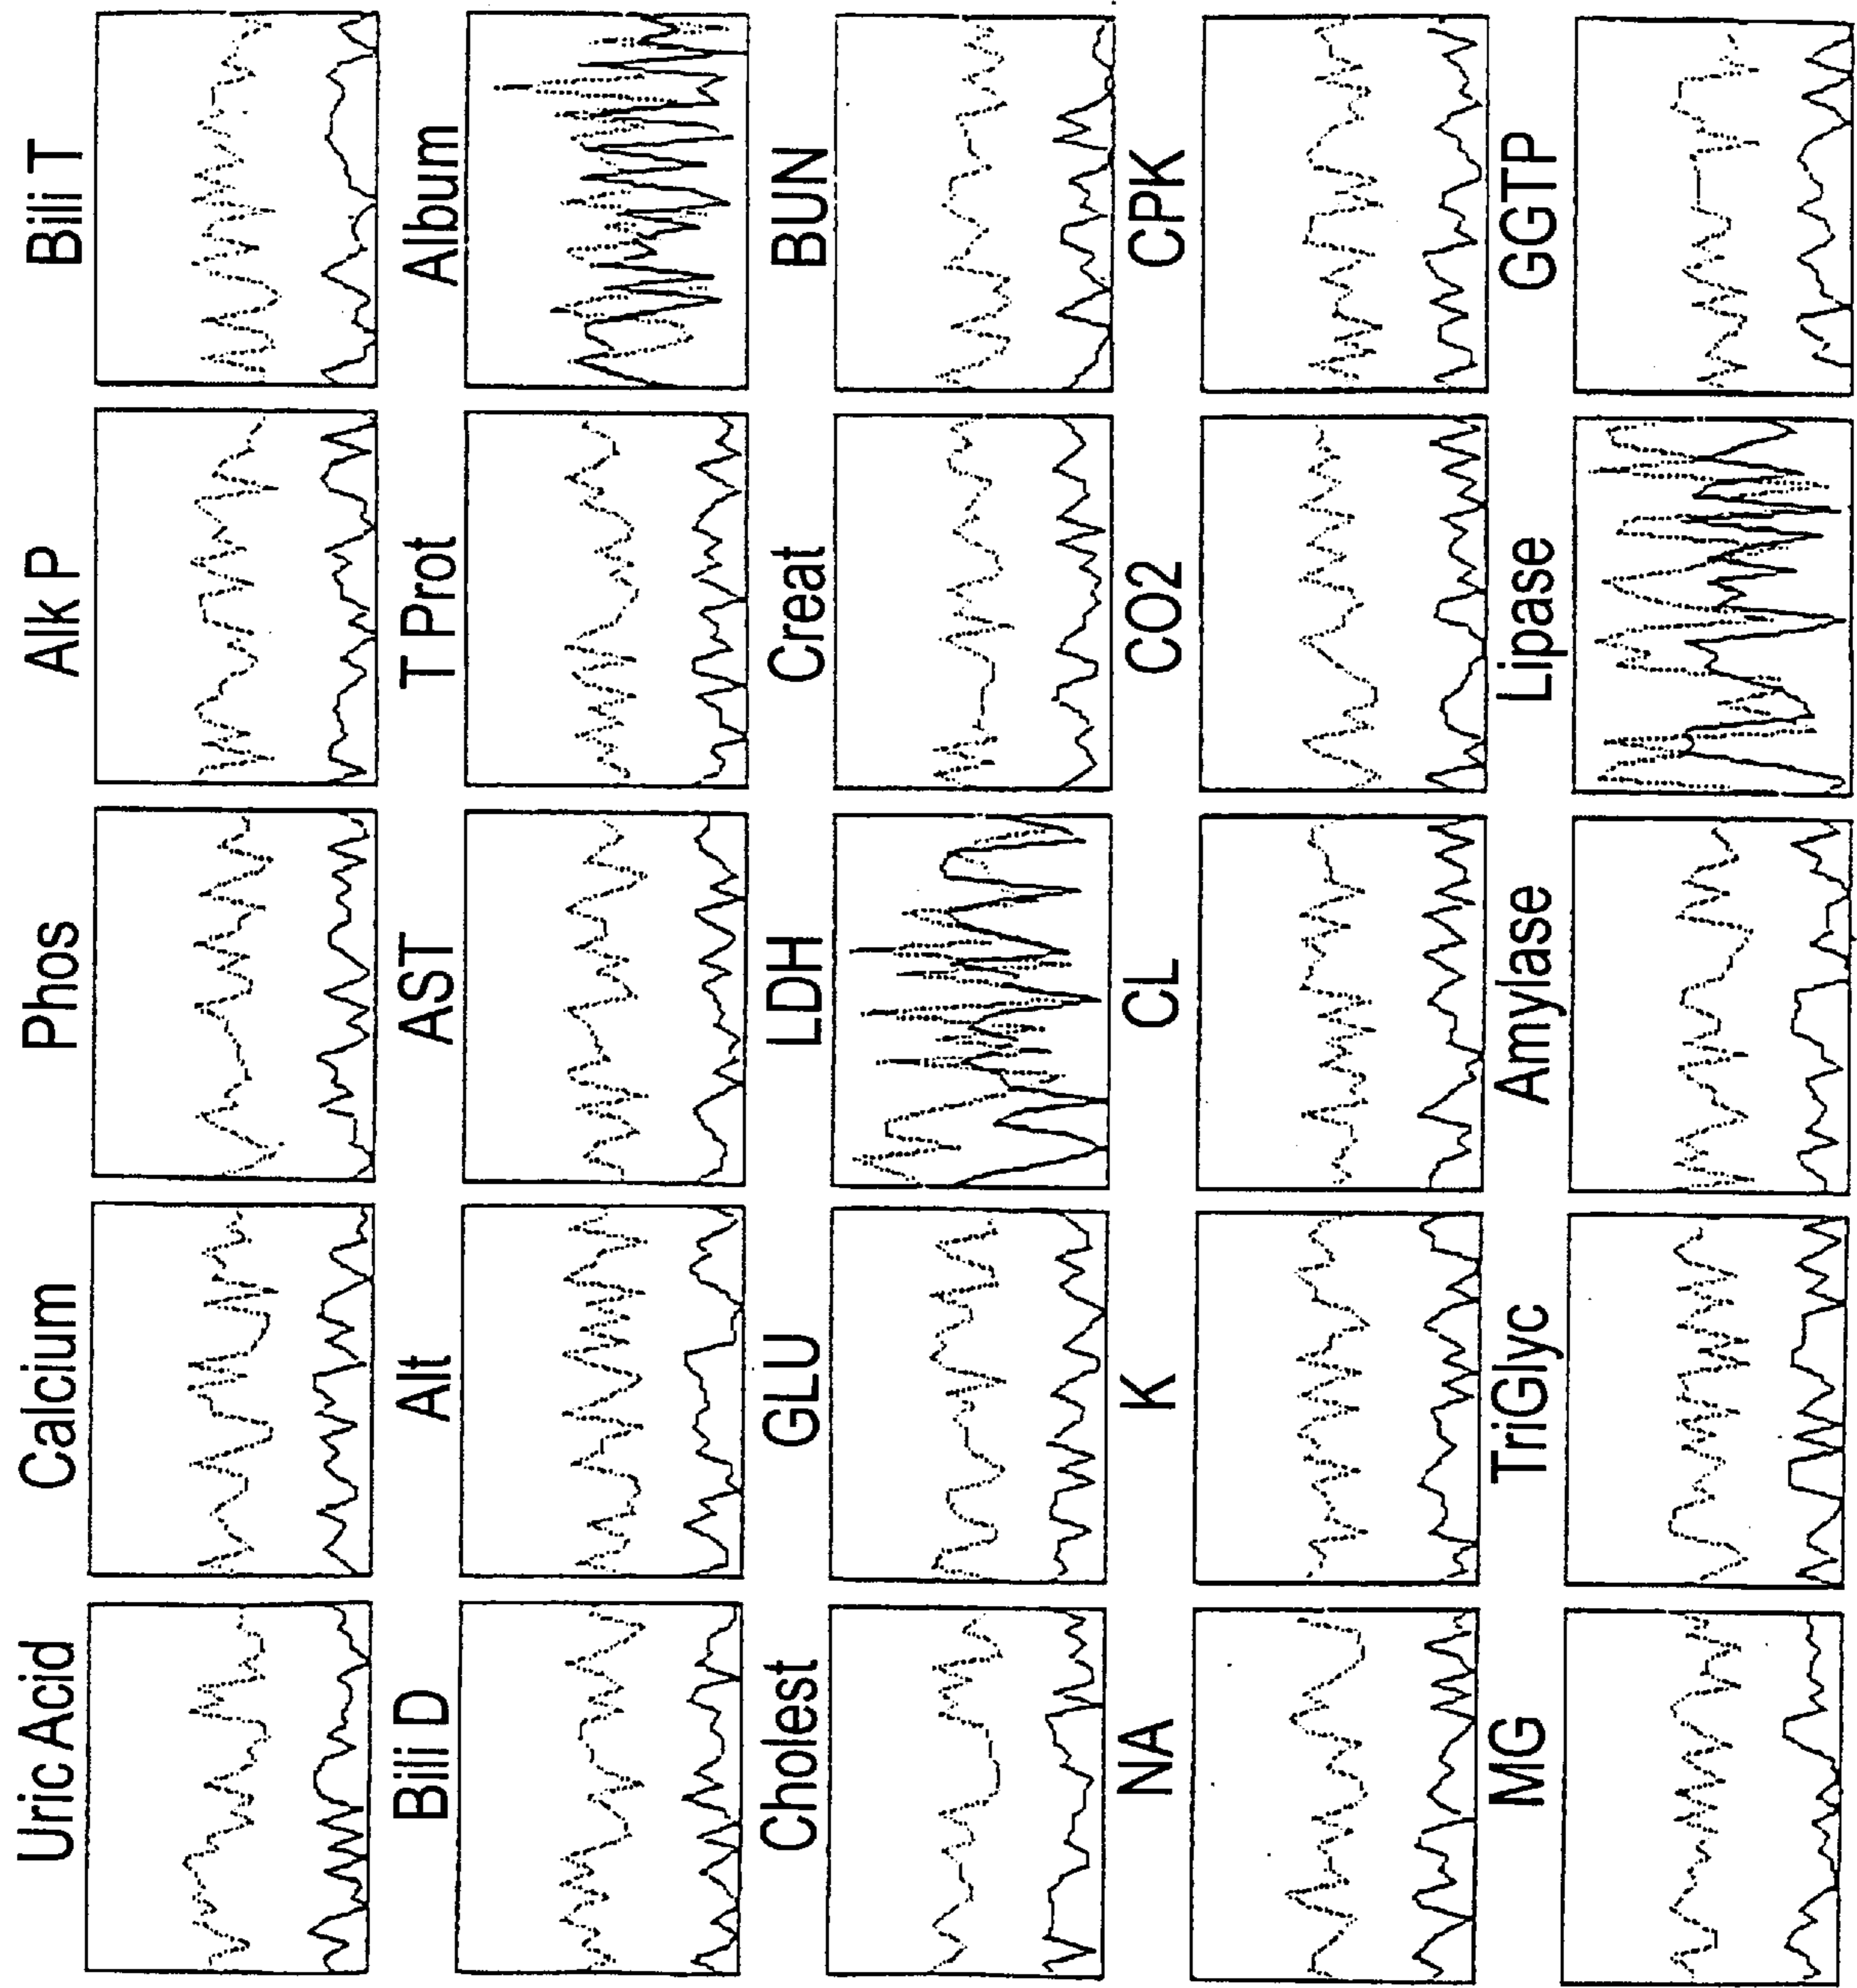 Uric Acid
Calcium
Phos
Alk P
Bili T
Bili D
Alt
AST
T Prot
Album
Cholest
GLU
LDH
Creat
BUN
NA
K
CL
CO2
CPK
MG
TriGlyc
Amylase
Lipase
GGTP